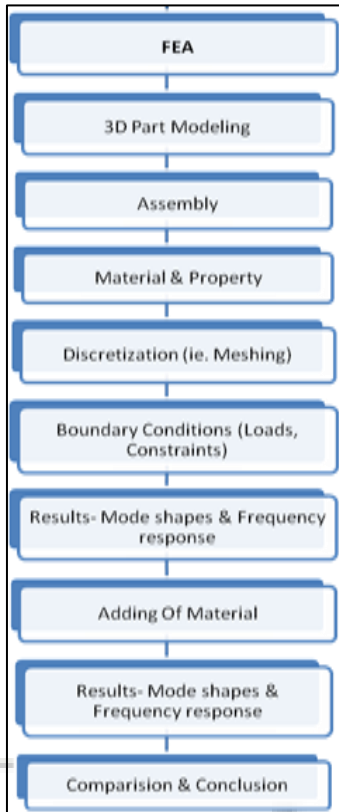 FEA
3D Part Modeling
Assembly
Material & Property
Discretization (ie. Meshing)
Boundary Conditions (Loads,
Constraints)
Results- Mode shapes & Frequency
response
Adding Of Material
Results- Mode shapes &
Frequency response
Comparision & Conclusion